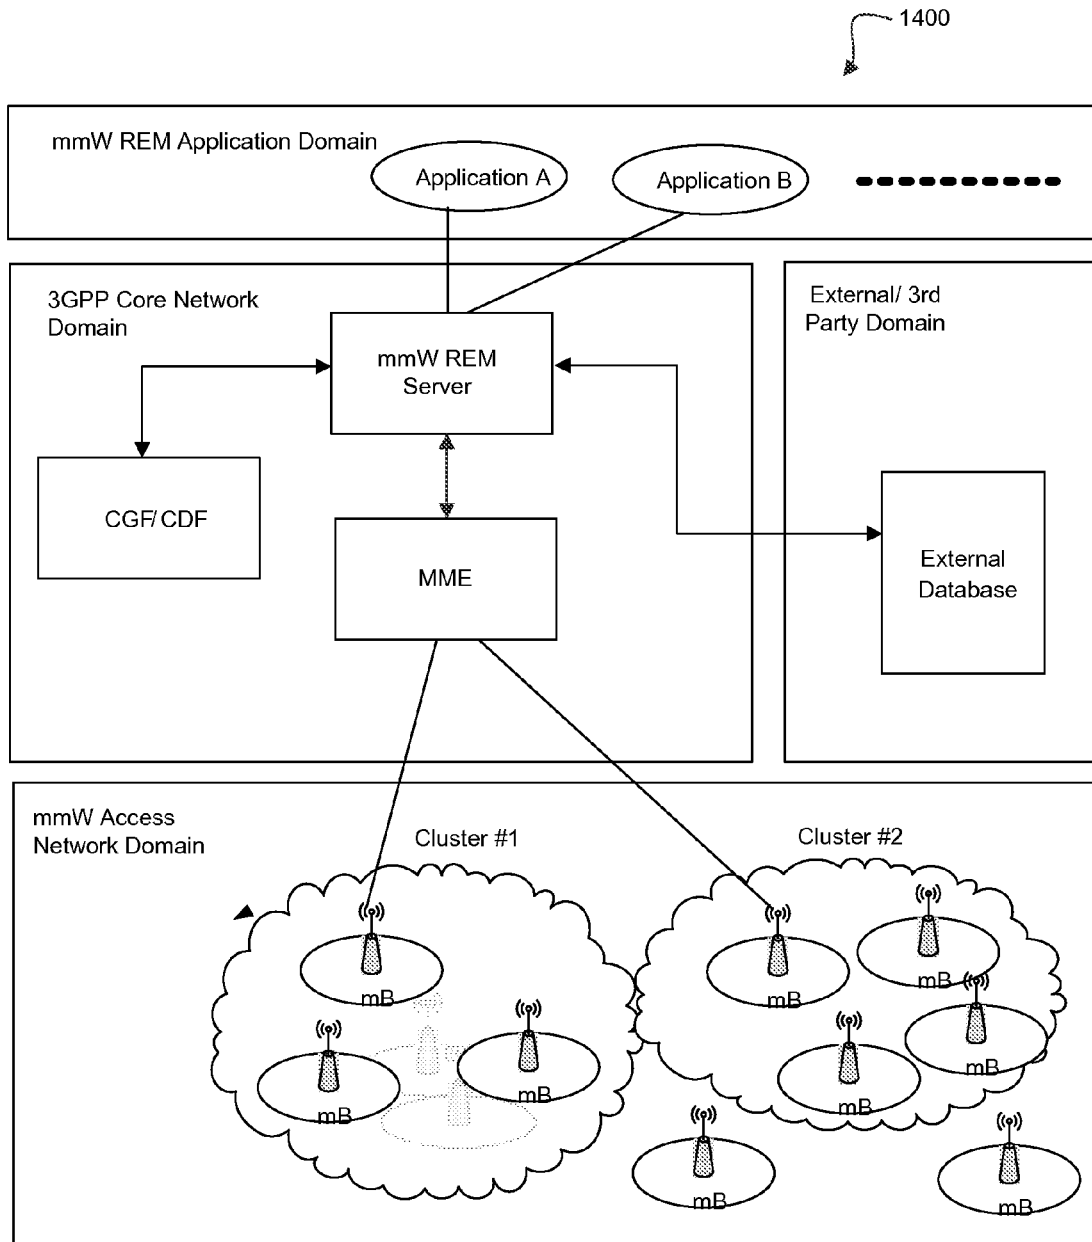 1400
mmW REM Application Domain
Application A
Application B
3GPP Core Network
Domain
External/ 3rd
Party Domain
mmW REM
Server
CGF/ CDF
MME
External
Database
mmW Access
Network Domain
Cluster #1
Cluster #2
mB
mB
mB
mB
mB
mB
mB
mB
mB